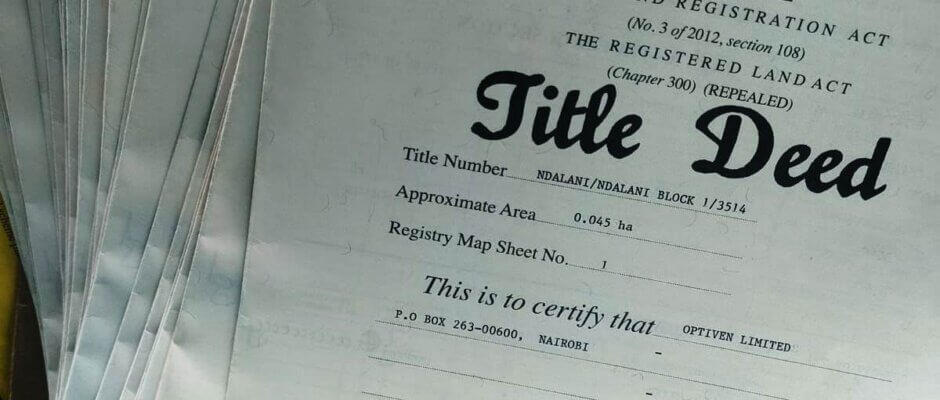 REGISTRATION ACT
(No. 3 of 2012, section 108)
THE REGISTERED LAND ACT
(Chapter 300) (REPEALED)
Title Deed
Title Number NDALANI/NDALANI BLOCK 1/3514
Approximate Area 0.045 ha
Registry Map Sheet No. 1
This is to certify that OPTIVEN LIMITED
P.O BOX 263-00600, NAIROBI -
-